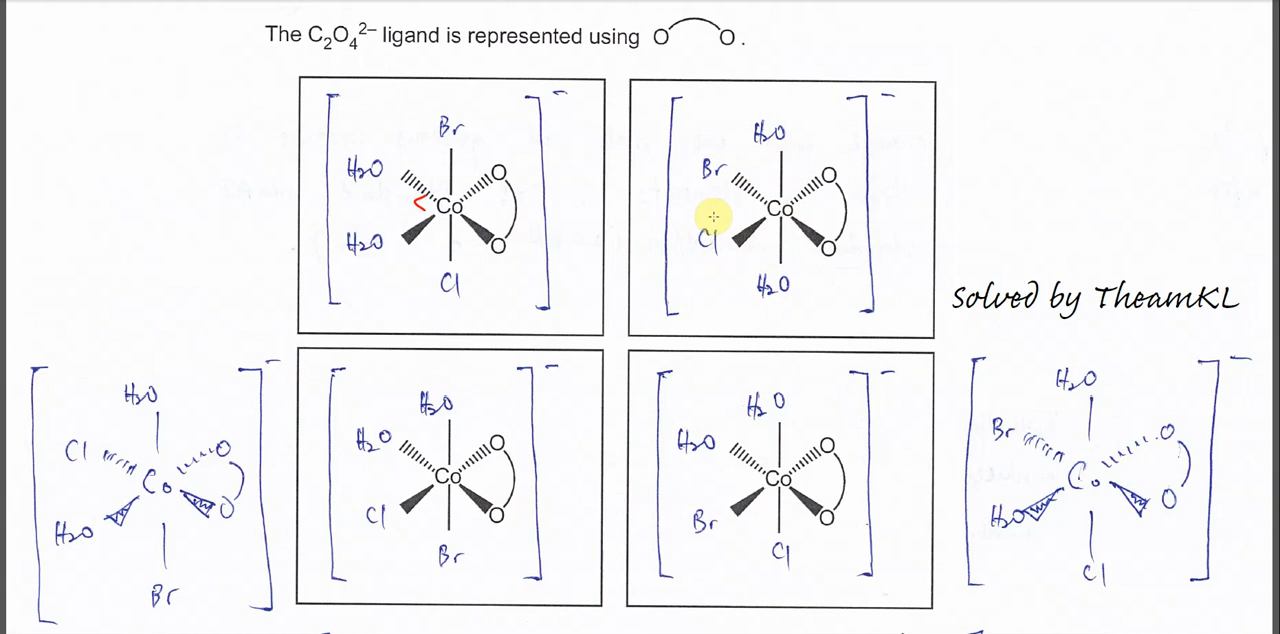 The C₂O₄²⁻ ligand is represented using O O.
[ ]⁻
Br
H₂O
O
Co
H₂O
O
Cl
[ ]⁻
H₂O
Br
O
Co
Cl
O
H₂O
Solved by TheamKL
[ ]⁻
H₂O
Cl
O
Co
H₂O
O
Br
[ ]⁻
H₂O
H₂O
O
Co
Cl
O
Br
[ ]⁻
H₂O
H₂O
O
Co
Br
O
Cl
[ ]⁻
H₂O
Br
O
Co
H₂O
O
Cl